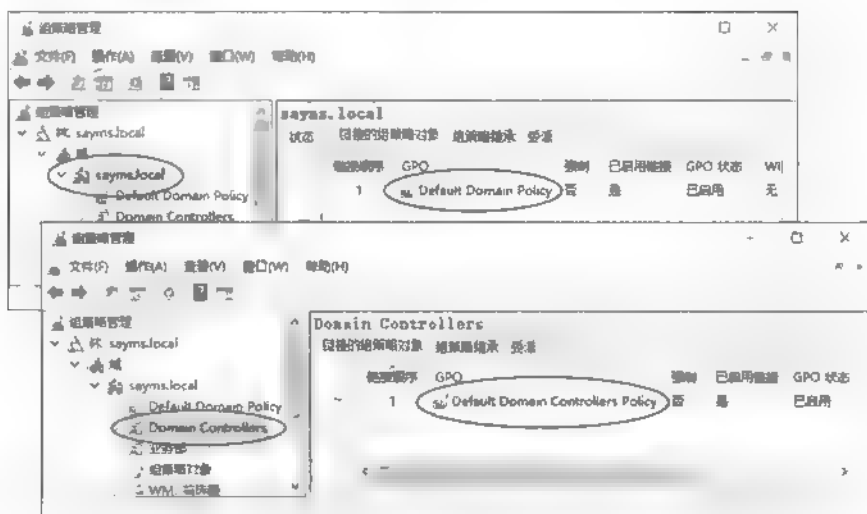 组策略管理
文件(F) 操作(A) 查看(V) 窗口(W) 帮助(H)
组策略管理
林: sayms.local
域
sayms.local
Default Domain Policy
Domain Controllers
sayms.local
状态 链接的组策略对象 组策略继承 委派
链接顺序 GPO 强制 已启用链接 GPO 状态 WI
1 Default Domain Policy 否 是 已启用 无
组策略管理
文件(F) 操作(A) 查看(V) 窗口(W) 帮助(H)
组策略管理
林: sayms.local
域
sayms.local
Default Domain Policy
Domain Controllers
业务部
组策略对象
WMI 筛选器
Domain Controllers
链接的组策略对象 组策略继承 委派
链接顺序 GPO 强制 已启用链接 GPO 状态
1 Default Domain Controllers Policy 否 是 已启用